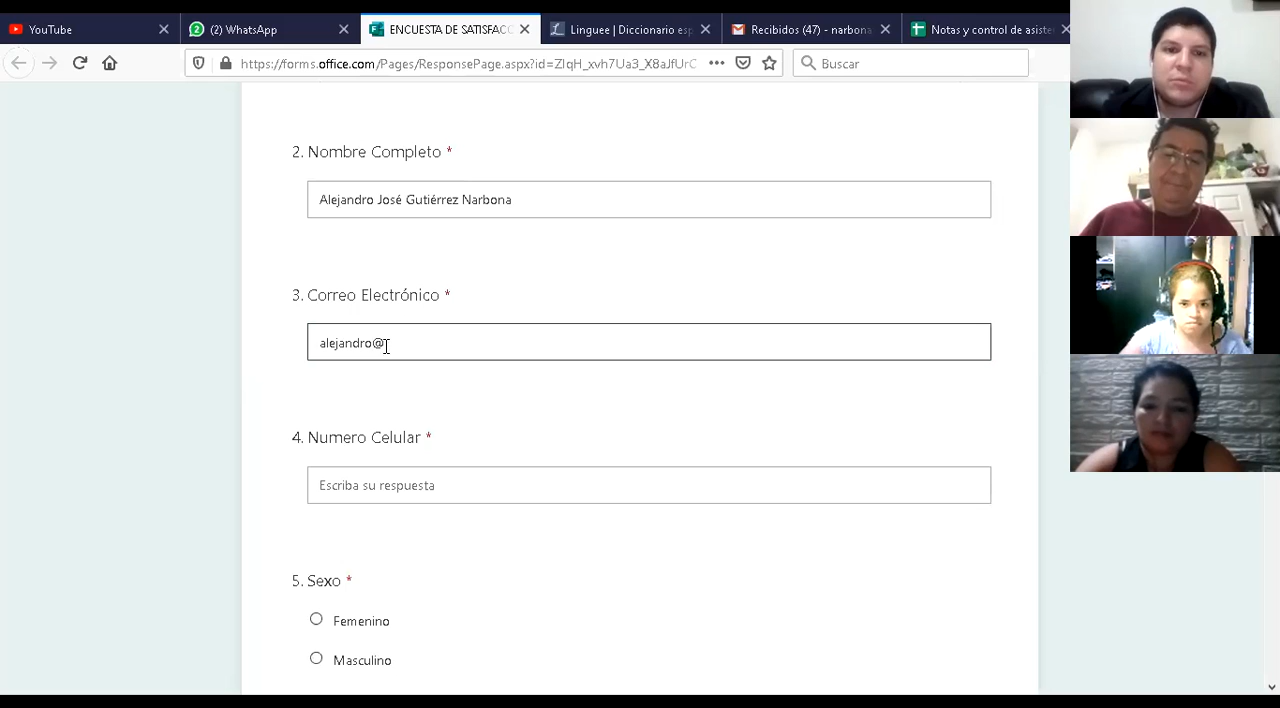 YouTube
(2) WhatsApp
ENCUESTA DE SATISFACC
Linguee | Diccionario esp
Recibidos (47) - narbona
Notas y control de asiste
https://forms.office.com/Pages/ResponsePage.aspx?id=ZIqH_xvh7Ua3_X8aJfUrC
Buscar
2. Nombre Completo *
Alejandro José Gutiérrez Narbona
3. Correo Electrónico *
alejandro@
4. Numero Celular *
Escriba su respuesta
5. Sexo *
Femenino
Masculino